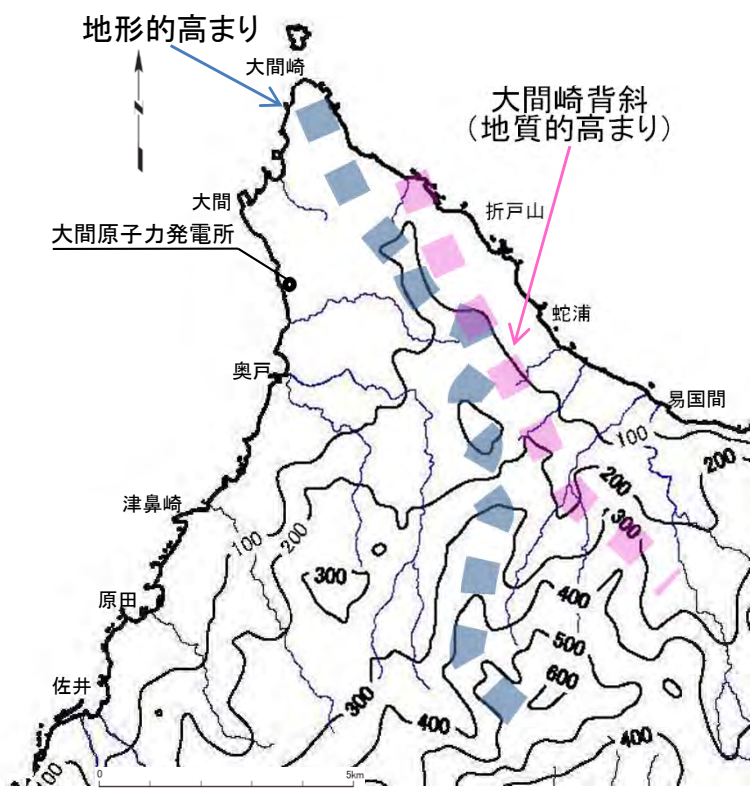 地形的高まり
大間崎
大間崎背斜
(地質的高まり)
大間
折戸山
大間原子力発電所
蛇浦
奥戸
易国間
100
200
200
津鼻崎
300
100
200
300
400
原田
500
600
佐井
300
400
400
100
0
5km